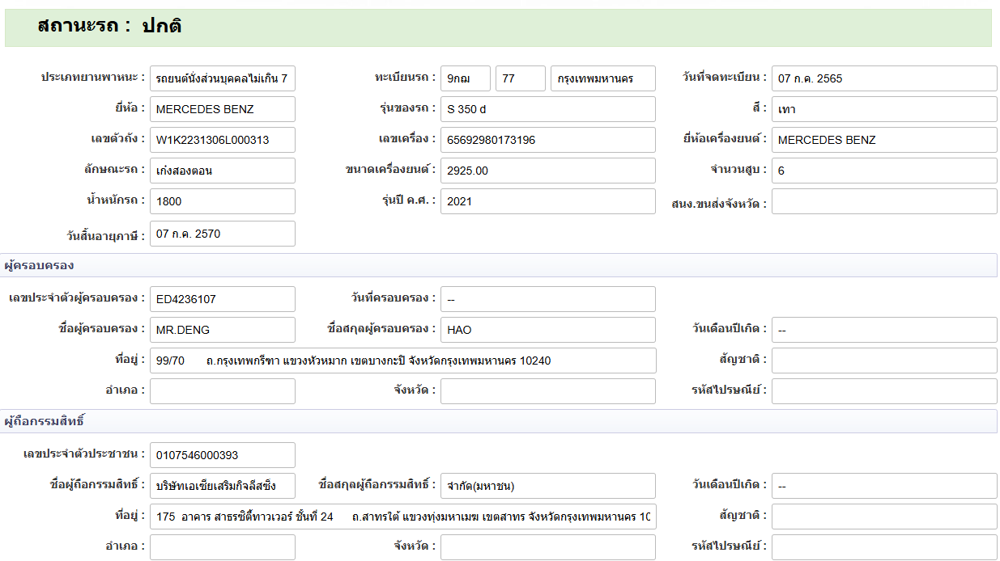 สถานะรถ : ปกติ
ประเภทยานพาหนะ : รถยนต์นั่งส่วนบุคคลไม่เกิน 7 ทะเบียนรถ : 9กฌ 77 กรุงเทพมหานคร วันที่จดทะเบียน : 07 ก.ค. 2565
ยี่ห้อ : MERCEDES BENZ รุ่นของรถ : S 350 d สี : เทา
เลขตัวถัง : W1K2231306L000313 เลขเครื่อง : 65692980173196 ยี่ห้อเครื่องยนต์ : MERCEDES BENZ
ลักษณะรถ : เก๋งสองตอน ขนาดเครื่องยนต์ : 2925.00 จำนวนสูบ : 6
น้ำหนักรถ : 1800 รุ่นปี ค.ศ. : 2021 สนง.ขนส่งจังหวัด :
วันสิ้นอายุภาษี : 07 ก.ค. 2570
ผู้ครอบครอง
เลขประจำตัวผู้ครอบครอง : ED4236107 วันที่ครอบครอง : --
ชื่อผู้ครอบครอง : MR.DENG ชื่อสกุลผู้ครอบครอง : HAO วันเดือนปีเกิด : --
ที่อยู่ : 99/70 ถ.กรุงเทพกรีฑา แขวงหัวหมาก เขตบางกะปิ จังหวัดกรุงเทพมหานคร 10240 สัญชาติ :
อำเภอ : จังหวัด : รหัสไปรษณีย์ :
ผู้ถือกรรมสิทธิ์
เลขประจำตัวประชาชน : 0107546000393
ชื่อผู้ถือกรรมสิทธิ์ : บริษัทเอเซียเสริมกิจลีสซิ่ง ชื่อสกุลผู้ถือกรรมสิทธิ์ : จำกัด(มหาชน) วันเดือนปีเกิด : --
ที่อยู่ : 175 อาคาร สาธรซิตี้ทาวเวอร์ ชั้นที่ 24 ถ.สาทรใต้ แขวงทุ่งมหาเมฆ เขตสาทร จังหวัดกรุงเทพมหานคร 10 สัญชาติ :
อำเภอ : จังหวัด : รหัสไปรษณีย์ :